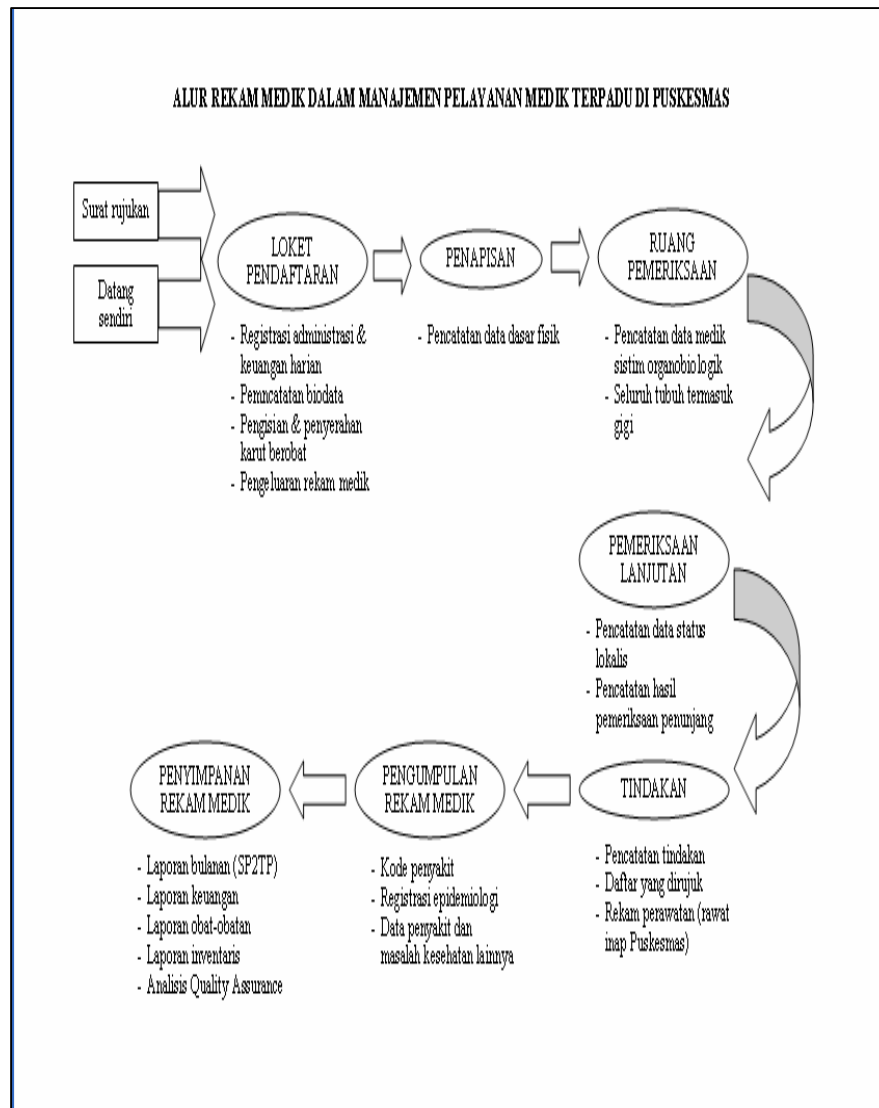 ALUR REKAM MEDIK DALAM MANAJEMEN PELAYANAN MEDIK TERPADU DI PUSKESMAS
Surat rujukan
Datang
sendiri
LOKET
PENDAFTARAN
- Registrasi administrasi &
keuangan harian
- Pemncatatan biodata
- Pengisian & penyerahan
karut berobat
- Pengeluaran rekam medik
PENAPISAN
- Pencatatan data dasar fisik
RUANG
PEMERIKSAAN
- Pencatatan data medik
sistim organobiologik
- Seluruh tubuh termasuk
gigi
PEMERIKSAAN
LANJUTAN
- Pencatatan data status
lokalis
- Pencatatan hasil
pemeriksaan penunjang
TINDAKAN
- Pencatatan tindakan
- Daftar yang dirujuk
- Rekam perawatan (rawat
inap Puskesmas)
PENGUMPULAN
REKAM MEDIK
- Kode penyakit
- Registrasi epidemiologi
- Data penyakit dan
masalah kesehatan lainnya
PENYIMPANAN
REKAM MEDIK
- Laporan bulanan (SP2TP)
- Laporan keuangan
- Laporan obat-obatan
- Laporan inventaris
- Analisis Quality Assurance